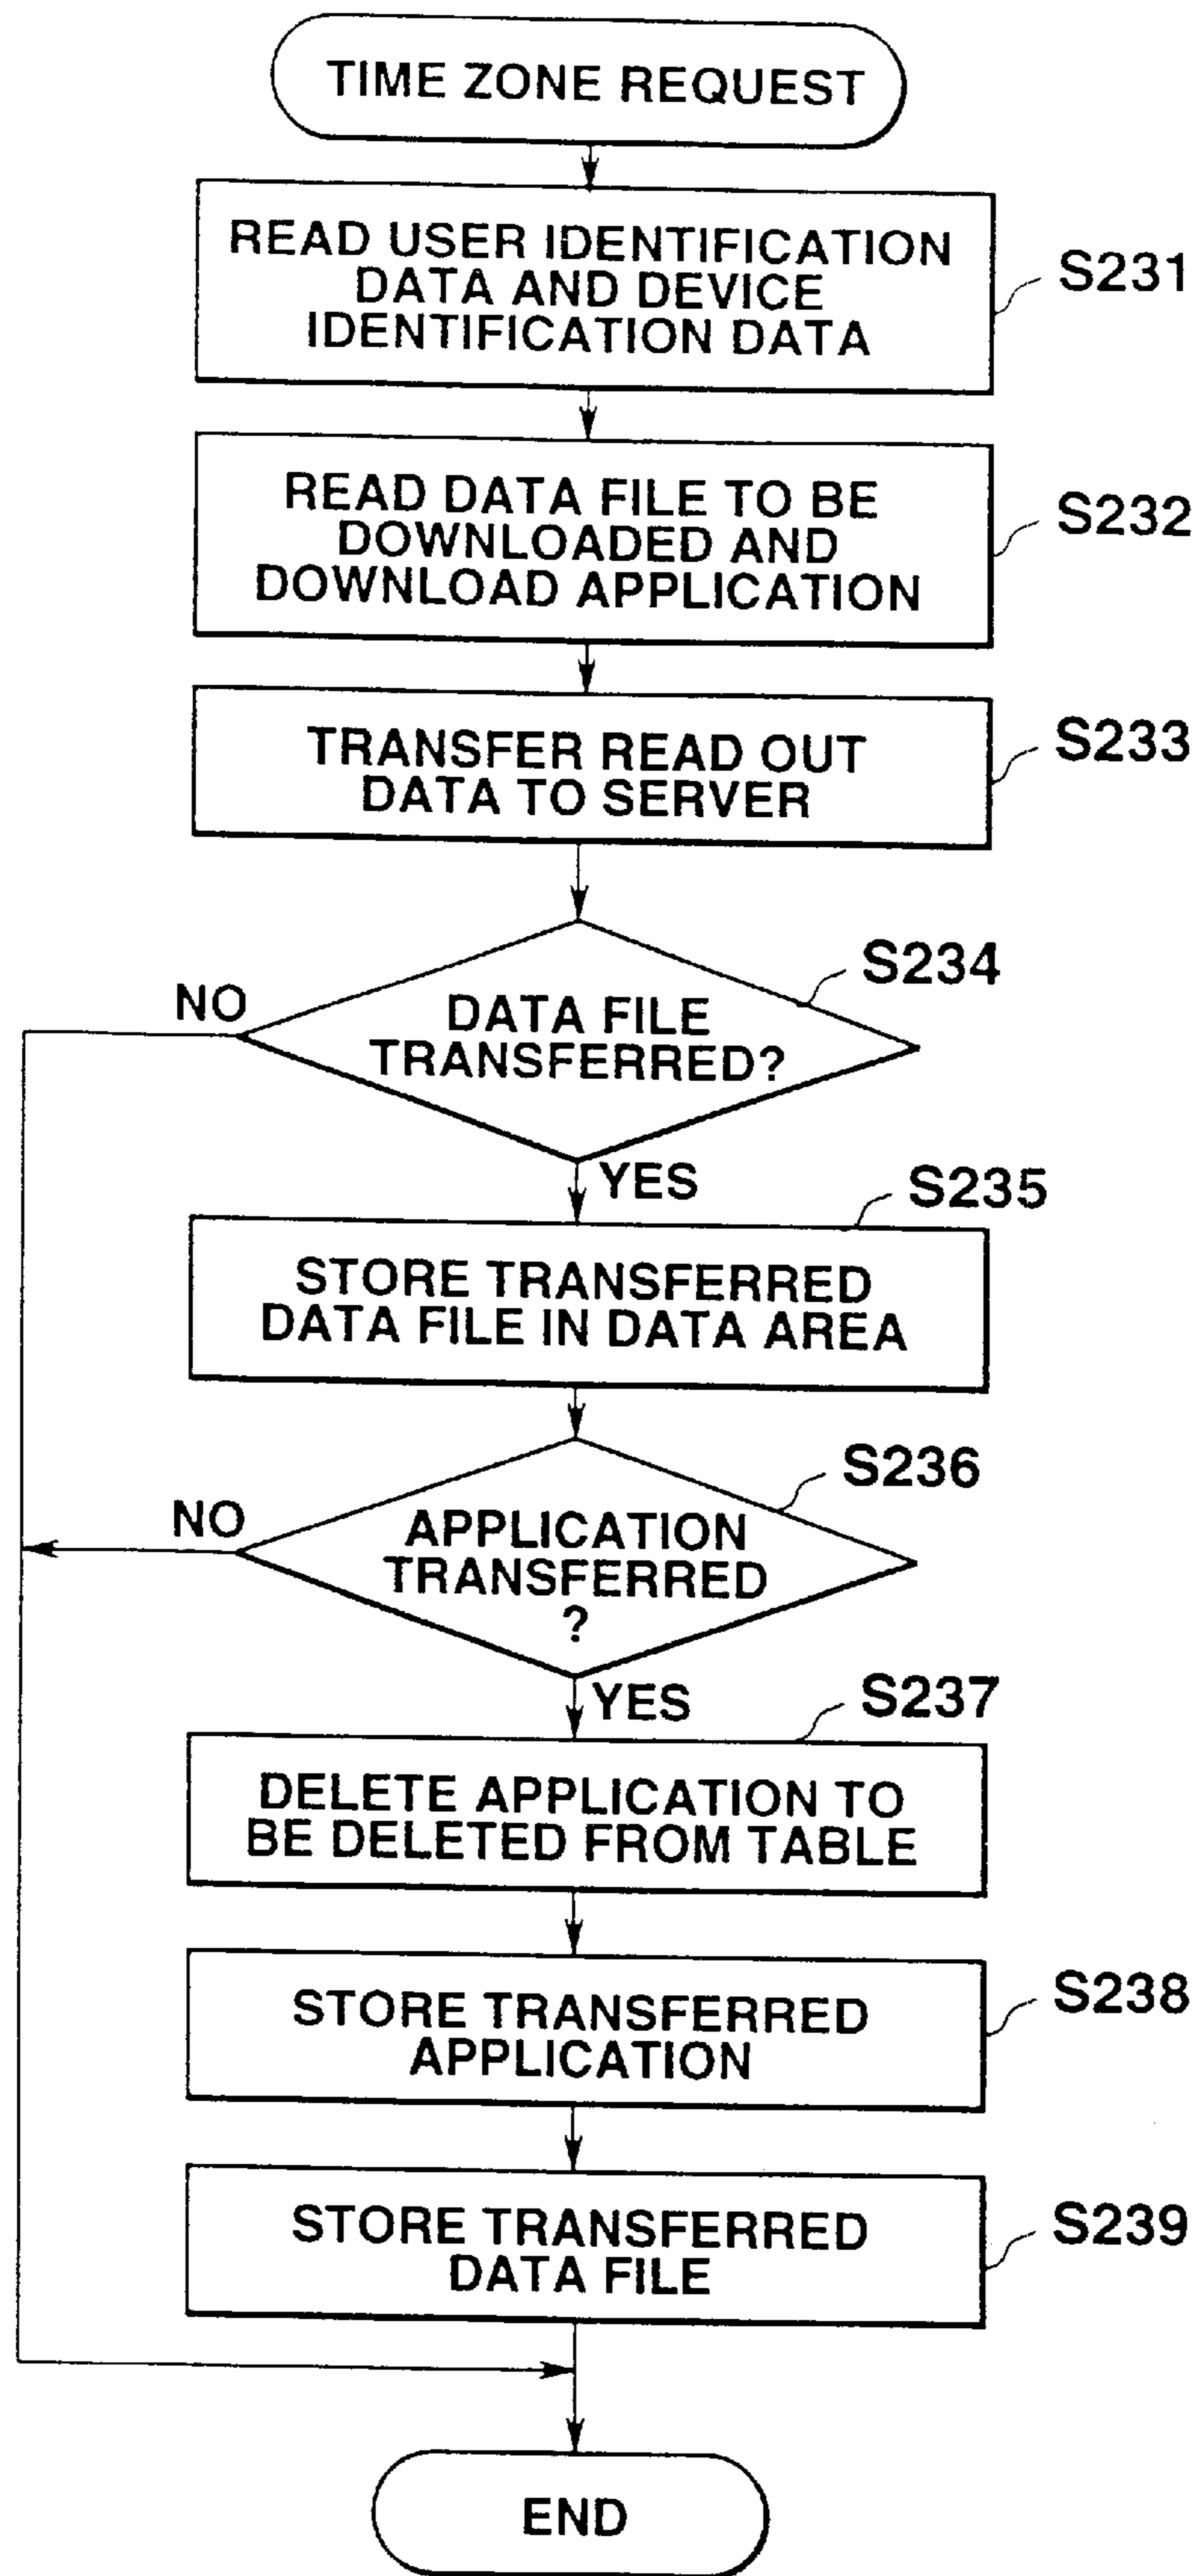 TIME ZONE REQUEST
READ USER IDENTIFICATION
DATA AND DEVICE
IDENTIFICATION DATA
S231
READ DATA FILE TO BE
DOWNLOADED AND
DOWNLOAD APPLICATION
S232
TRANSFER READ OUT
DATA TO SERVER
S233
S234
NO
DATA FILE
TRANSFERRED?
YES
S235
STORE TRANSFERRED
DATA FILE IN DATA AREA
S236
NO
APPLICATION
TRANSFERRED
?
YES
S237
DELETE APPLICATION TO
BE DELETED FROM TABLE
STORE TRANSFERRED
APPLICATION
S238
STORE TRANSFERRED
DATA FILE
S239
END